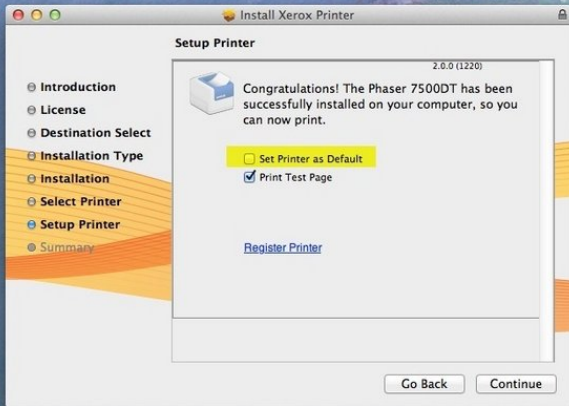 Install Xerox Printer
Setup Printer
2.0.0 (1220)
Introduction
License
Destination Select
Installation Type
Installation
Select Printer
Setup Printer
Summary
Congratulations! The Phaser 7500DT has been
successfully installed on your computer, so you
can now print.
Set Printer as Default
Print Test Page
Register Printer
Go Back
Continue